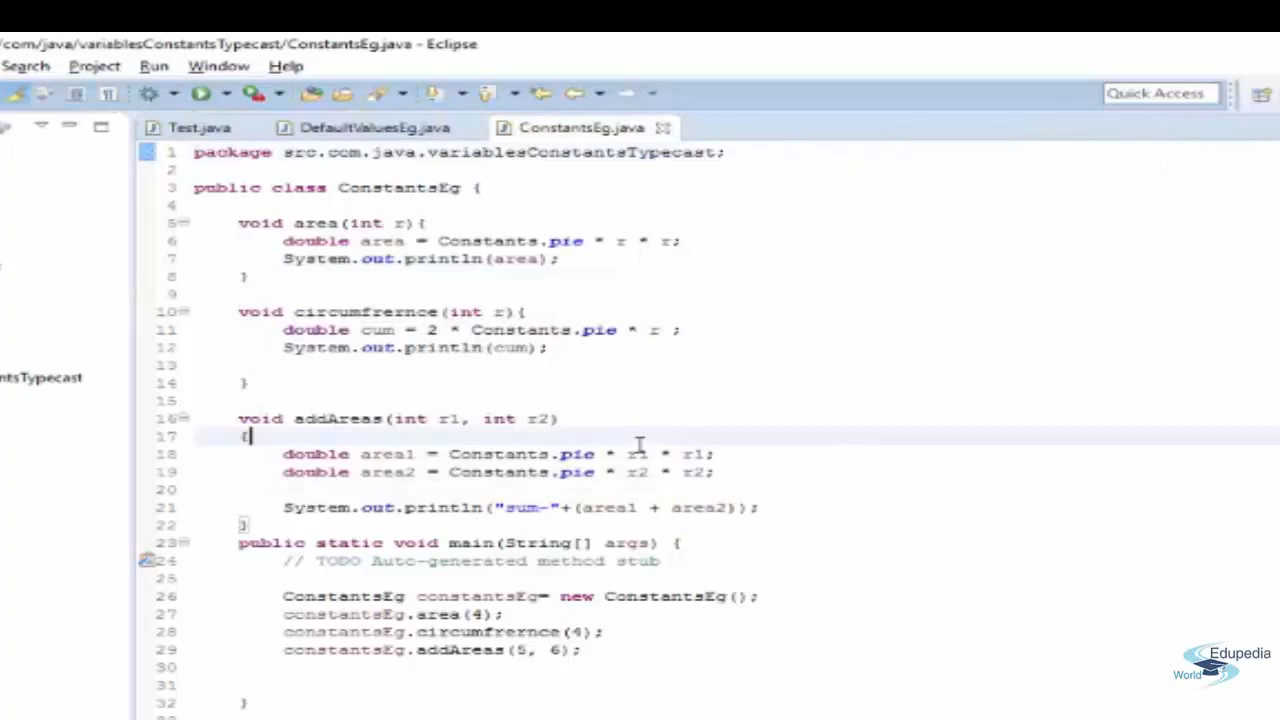 /com/java/variablesConstantsTypecast/ConstantsEg.java - Eclipse
Search Project Run Window Help
Quick Access
Test.java DefaultValuesEg.java ConstantsEg.java
1 package src.com.java.variablesConstantsTypecast;
2
3 public class ConstantsEg {
4
5 void area(int r){
6 double area = Constants.pie * r * r;
7 System.out.println(area);
8 }
9
10 void circumfrernce(int r){
11 double cum = 2 * Constants.pie * r ;
12 System.out.println(cum);
13
14 }
15
16 void addAreas(int r1, int r2)
17 {
18 double area1 = Constants.pie * r1 * r1;
19 double area2 = Constants.pie * r2 * r2;
20
21 System.out.println("sum-"+(area1 + area2));
22 }
23 public static void main(String[] args) {
24 // TODO Auto-generated method stub
25
26 ConstantsEg constantsEg= new ConstantsEg();
27 constantsEg.area(4);
28 constantsEg.circumfrernce(4);
29 constantsEg.addAreas(5, 6);
30
31
32 }
ntsTypecast
Edupedia
World